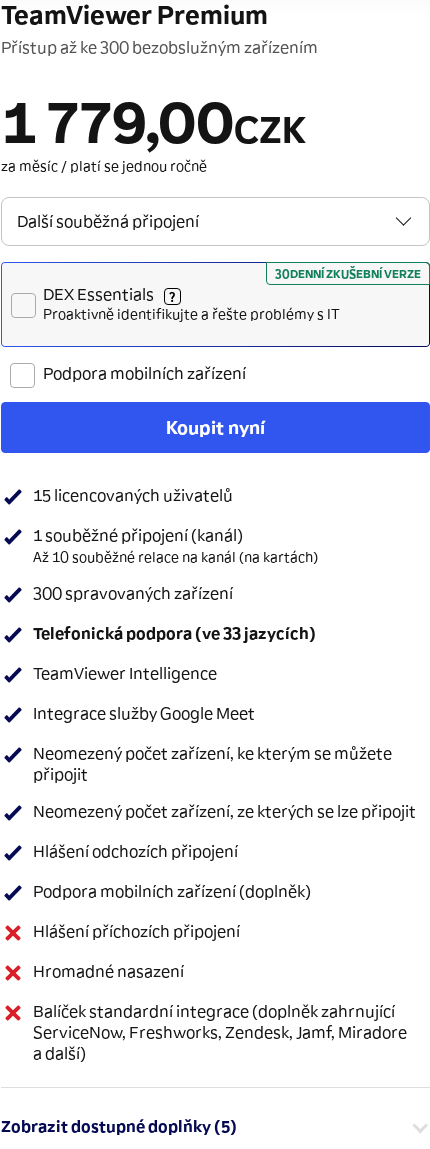 TeamViewer Premium
Přístup až ke 300 bezobslužným zařízením
1 779,00CZK
za měsíc / platí se jednou ročně
Další souběžná připojení
30DENNÍ ZKUŠEBNÍ VERZE
DEX Essentials ?
Proaktivně identifikujte a řešte problémy s IT
Podpora mobilních zařízení
Koupit nyní
15 licencovaných uživatelů
1 souběžné připojení (kanál)
Až 10 souběžné relace na kanál (na kartách)
300 spravovaných zařízení
Telefonická podpora (ve 33 jazycích)
TeamViewer Intelligence
Integrace služby Google Meet
Neomezený počet zařízení, ke kterým se můžete
připojit
Neomezený počet zařízení, ze kterých se lze připojit
Hlášení odchozích připojení
Podpora mobilních zařízení (doplněk)
Hlášení příchozích připojení
Hromadné nasazení
Balíček standardní integrace (doplněk zahrnující
ServiceNow, Freshworks, Zendesk, Jamf, Miradore
a další)
Zobrazit dostupné doplňky (5)